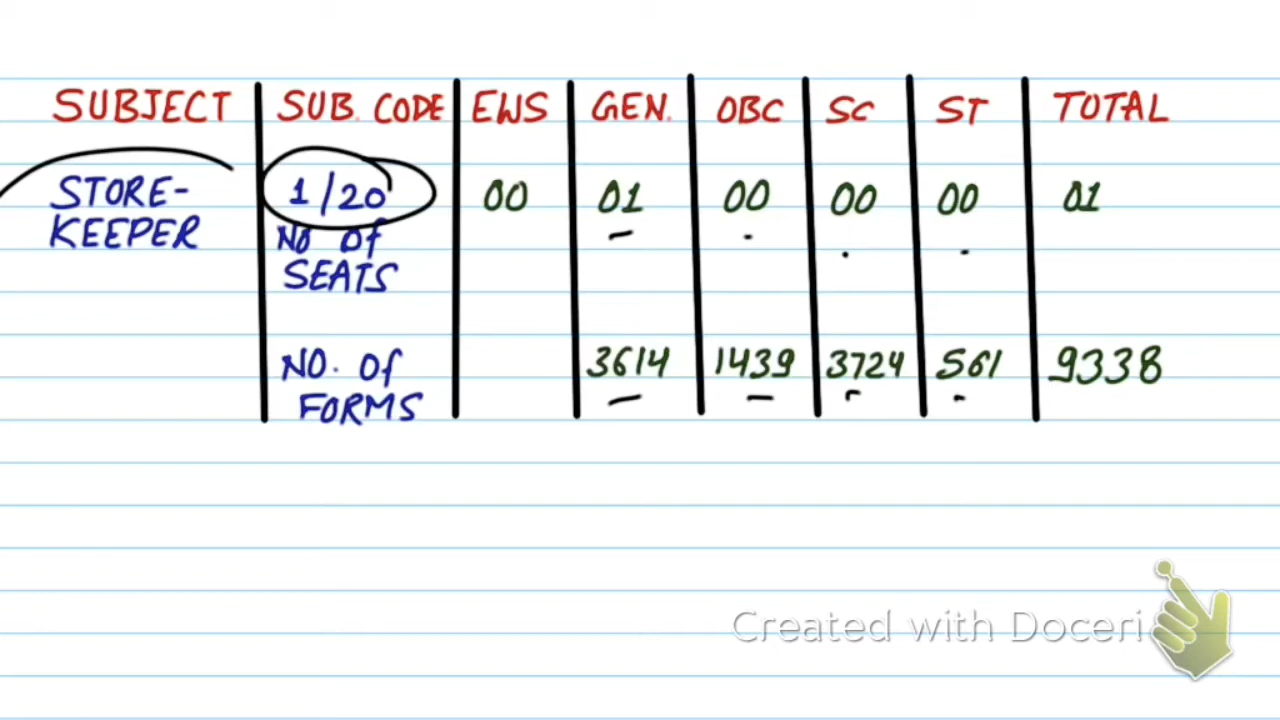 SUBJECT SUB. CODE EWS GEN. OBC SC ST TOTAL
STORE- 1/20 00 01 00 00 00 01
KEEPER NO Of
SEATS
NO. Of 3614 1439 3724 561 9338
FORMS
Created with Doceri